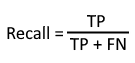 Recall = TP / TP + FN